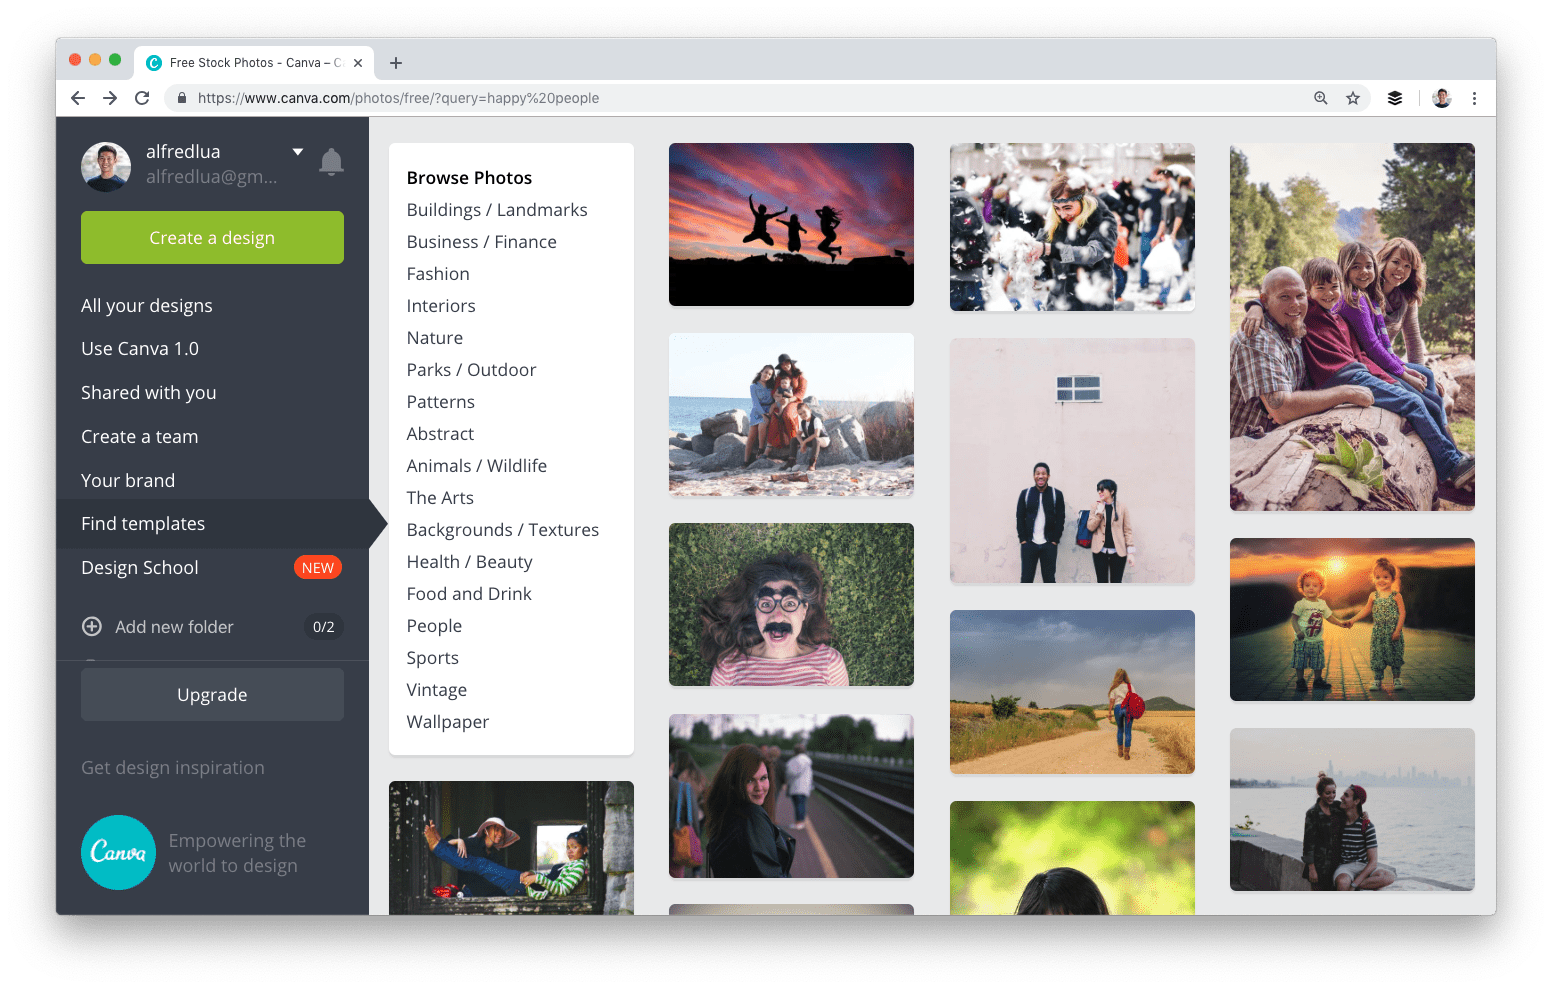 Free Stock Photos - Canva – C
https://www.canva.com/photos/free/?query=happy%20people
alfredlua
alfredlua@gm...
Create a design
All your designs
Use Canva 1.0
Shared with you
Create a team
Your brand
Find templates
Design School NEW
Add new folder 0/2
Upgrade
Get design inspiration
Canva
Empowering the
world to design
Browse Photos
Buildings / Landmarks
Business / Finance
Fashion
Interiors
Nature
Parks / Outdoor
Patterns
Abstract
Animals / Wildlife
The Arts
Backgrounds / Textures
Health / Beauty
Food and Drink
People
Sports
Vintage
Wallpaper